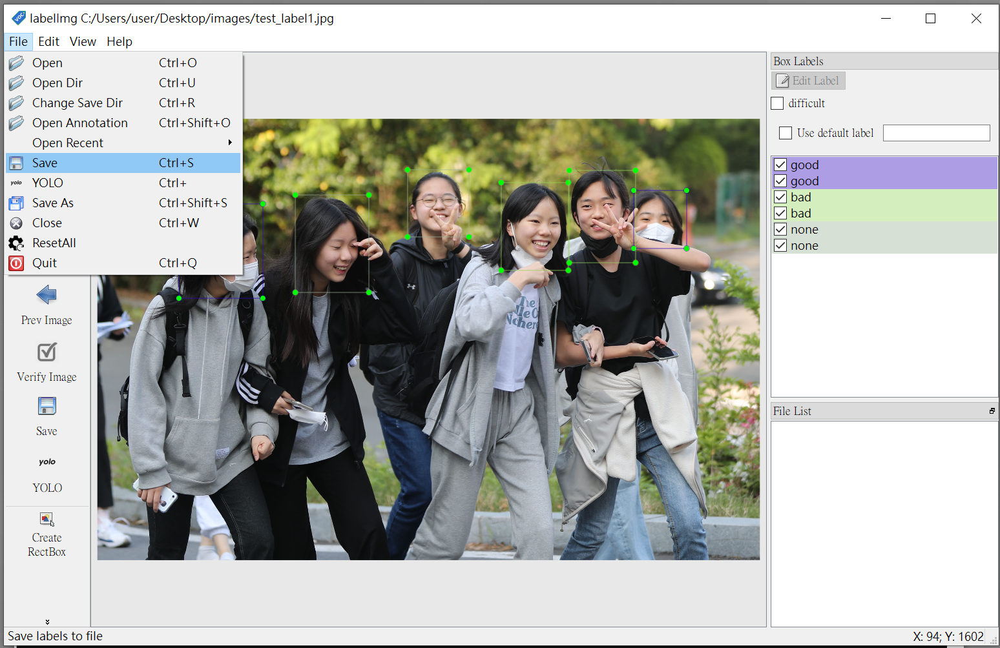 labelImg C:/Users/user/Desktop/images/test_label1.jpg
File Edit View Help
Open Ctrl+O
Open Dir Ctrl+U
Change Save Dir Ctrl+R
Open Annotation Ctrl+Shift+O
Open Recent
Save Ctrl+S
yolo YOLO Ctrl+
Save As Ctrl+Shift+S
Close Ctrl+W
ResetAll
Quit Ctrl+Q
Prev Image
Verify Image
Save
yolo
YOLO
Create
RectBox
The
Box Labels
Edit Label
difficult
Use default label
good
good
bad
bad
none
none
File List
Save labels to file
X: 94; Y: 1602